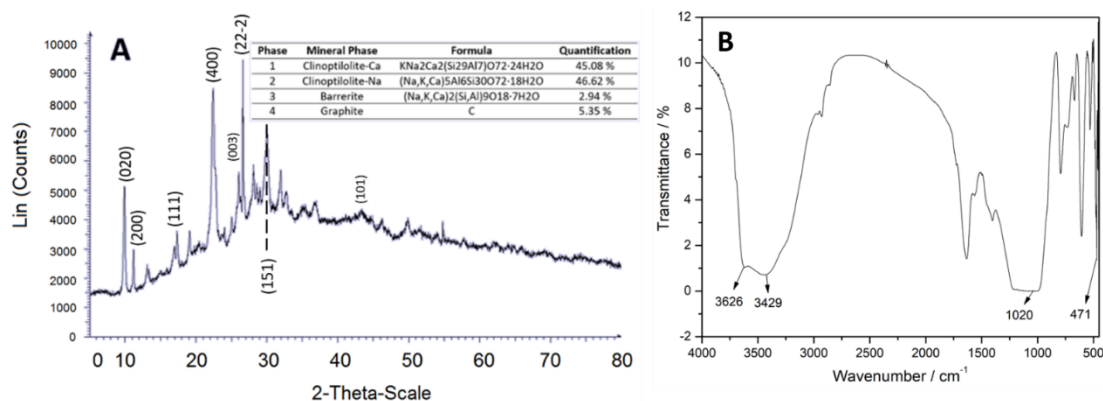 A
Lin (Counts)
10000
9000
8000
7000
6000
5000
4000
3000
2000
1000
0
0 10 20 30 40 50 60 70 80
2-Theta-Scale
(020)
(200)
(111)
(400)
(003)
(22-2)
(151)
(101)
Phase Mineral Phase Formula Quantification
1 Clinoptilolite-Ca KNa2Ca2(Si29Al7)O72·24H2O 45.08 %
2 Clinoptilolite-Na (Na,K,Ca)5Al6Si30O72·18H2O 46.62 %
3 Barrerite (Na,K,Ca)2(Si,Al)9O18·7H2O 2.94 %
4 Graphite C 5.35 %
B
Transmittance / %
12
10
8
6
4
2
0
-2
3626
3429
1020
471
4000 3500 3000 2500 2000 1500 1000 500
Wavenumber / cm⁻¹